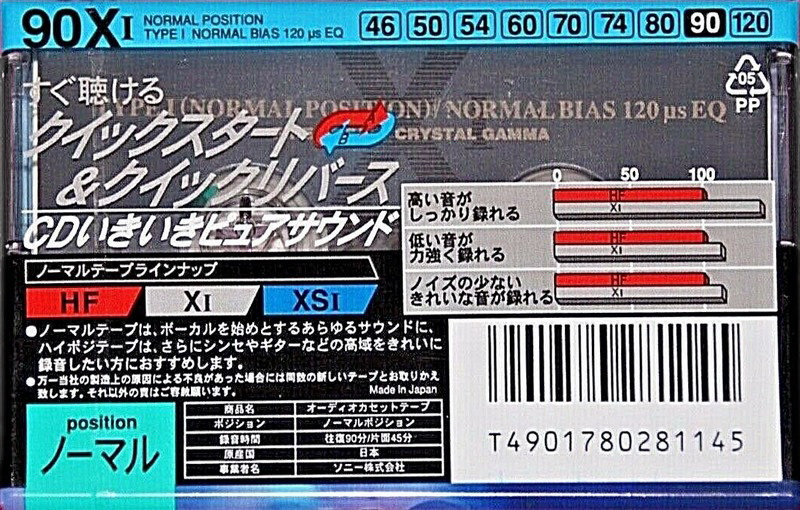 90XI
NORMAL POSITION
TYPE I NORMAL BIAS 120 μs EQ
46 50 54 60 70 74 80 90 120
すぐ聴ける
TYPE I (NORMAL POSITION)/NORMAL BIAS 120 μs EQ
05
PP
クイックスタート
CRYSTAL GAMMA
&クイックリバース
CDいきいきピュアサウンド
0 50 100
高い音が
しっかり録れる
HF
XI
低い音が
力強く録れる
HF
XI
ノイズの少ない
きれいな音が録れる
HF
XI
ノーマルテープラインナップ
HF XI XSI
●ノーマルテープは、ボーカルを始めとするあらゆるサウンドに、
ハイポジテープは、さらにシンセやギターなどの高域をきれいに
録音したい方におすすめします。
●万一当社の製造上の原因による不良があった場合には同数の新しいテープとお取りかえ
致します。それ以外の責はご容赦願います。
Made in Japan
position
ノーマル
商品名 オーディオカセットテープ
ポジション ノーマルポジション
録音時間 往復90分/片面45分
原産国 日本
事業者名 ソニー株式会社
T4901780281145